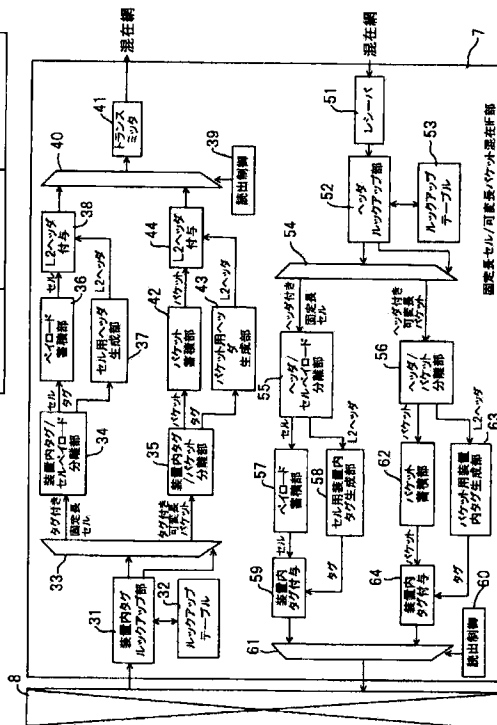 8
装置内タグ
ルックアップ部
31
ルックアップ
テーブル
32
33
タグ付き
固定長
セル
タグ付き
可変長
パケット
装置内タグ/
セルペイロード
分離部
34
装置内タグ
/パケット
分離部
35
セル
タグ
パケット
タグ
ペイロード
蓄積部
36
セル用ヘッダ
生成部
37
パケット
蓄積部
42
パケット用ヘッ
ダ
生成部
43
セル
L2ヘッダ
パケット
L2ヘッダ
L2ヘッダ
付与
38
L2ヘッダ
付与
44
読出制御
39
40
トランス
ミッタ
41
混在網
混在網
レシーバ
51
ヘッダ
ルックアップ部
52
ルックアップ
テーブル
53
54
ヘッダ付き
固定長
セル
ヘッダ付き
可変長
パケット
ヘッダ/
セルペイロード
分離部
55
ヘッダ/
パケット
分離部
56
セル
L2ヘッダ
パケット
L2ヘッダ
ペイロード
蓄積部
57
セル用装置内
タグ生成部
58
パケット
蓄積部
62
パケット用装置
内タグ生成部
63
セル
タグ
パケット
タグ
装置内
タグ付与
59
装置内
タグ付与
64
読出制御
60
61
固定長セル/可変長パケット混在IF部
7